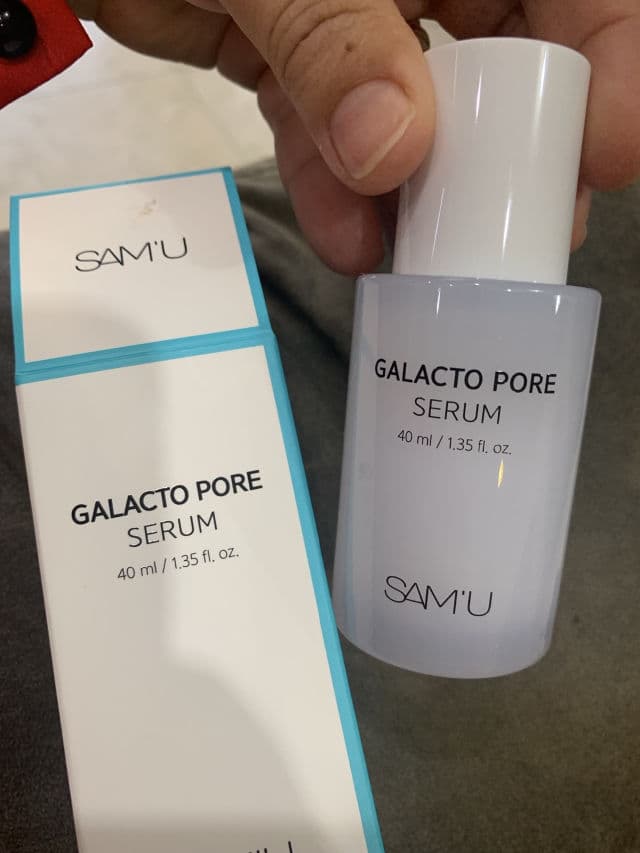 SAM'U
GALACTO PORE
SERUM
40 ml / 1.35 fl. oz.
GALACTO PORE
SERUM
40 ml / 1.35 fl. oz.
SAM'U